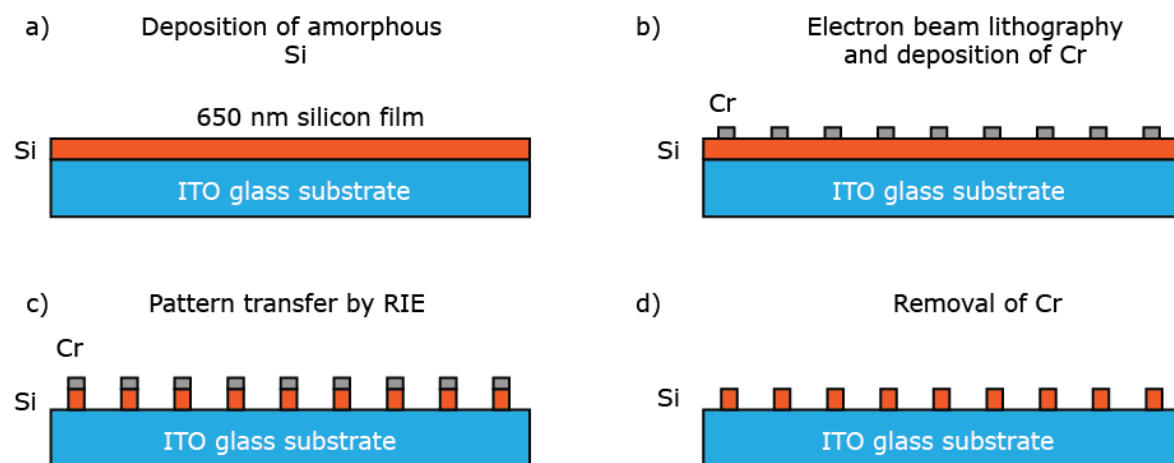 a) Deposition of amorphous
Si
650 nm silicon film
Si
ITO glass substrate
b) Electron beam lithography
and deposition of Cr
Cr
Si
ITO glass substrate
c) Pattern transfer by RIE
Cr
Si
ITO glass substrate
d) Removal of Cr
Si
ITO glass substrate